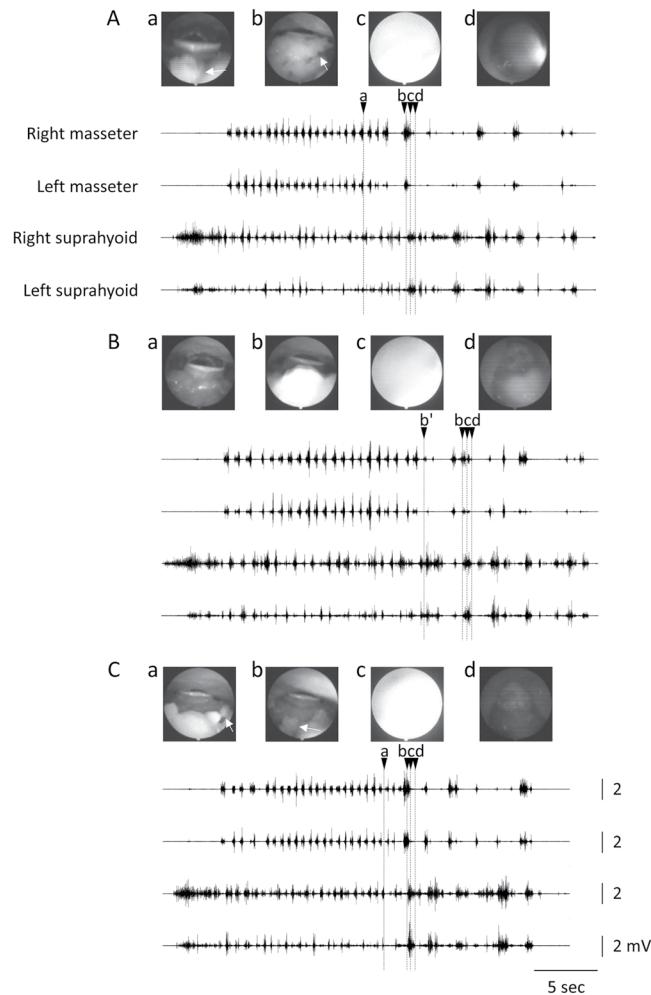 A a b c d
a bcd
Right masseter
Left masseter
Right suprahyoid
Left suprahyoid
B a b c d
b' bcd
C a b c d
a bcd
2
2
2
2 mV
5 sec